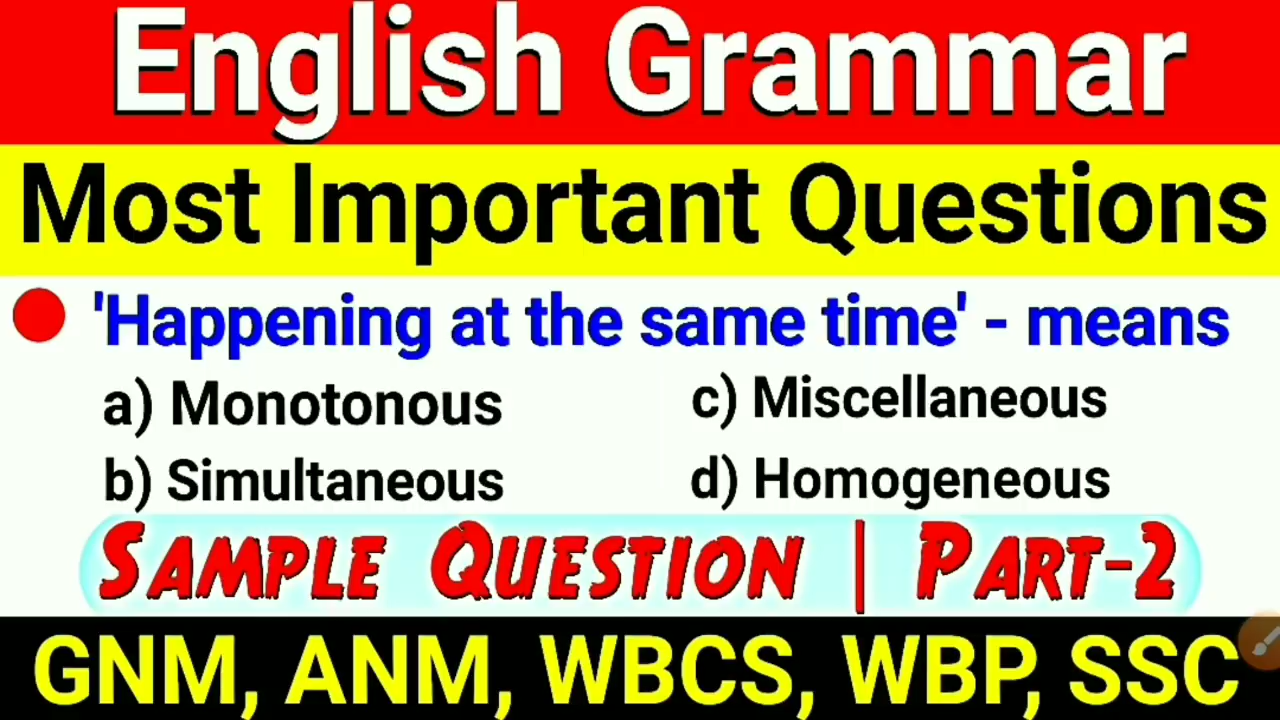 English Grammar
Most Important Questions
'Happening at the same time' - means
a) Monotonous
c) Miscellaneous
b) Simultaneous
d) Homogeneous
SAMPLE QUESTION | PART-2
GNM, ANM, WBCS, WBP, SSC